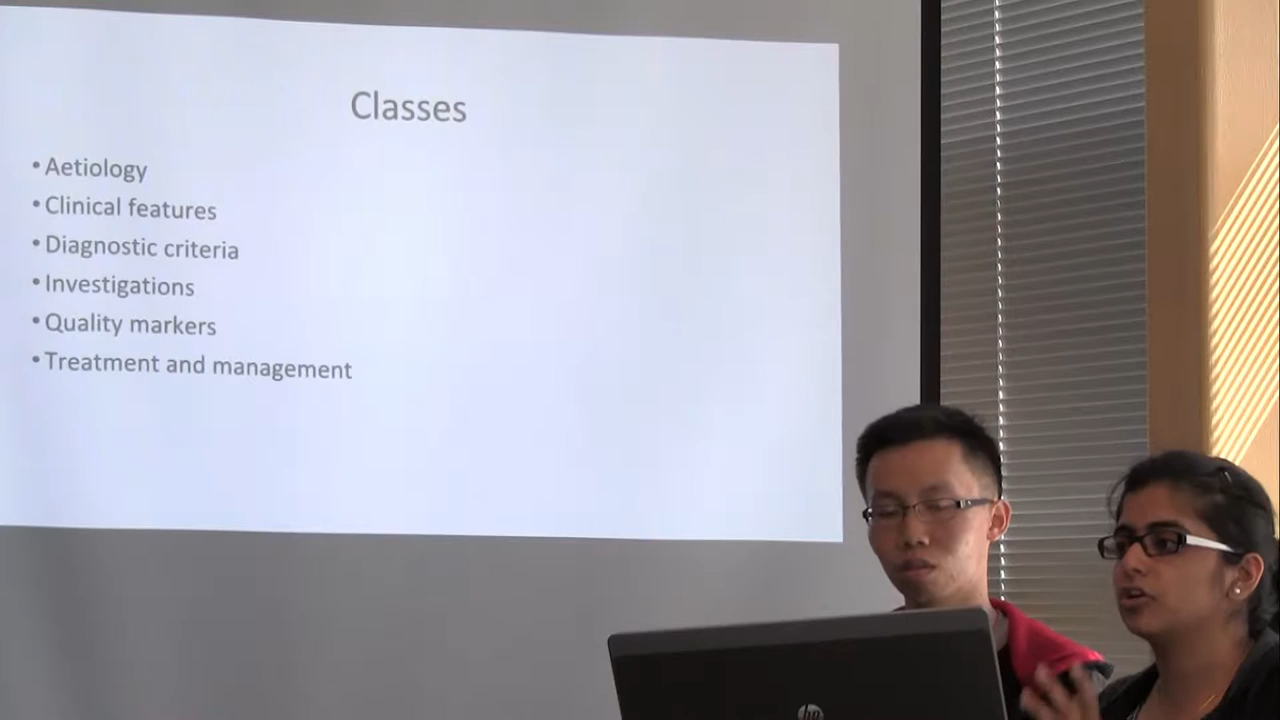 Classes
• Aetiology
• Clinical features
• Diagnostic criteria
• Investigations
• Quality markers
• Treatment and management
hp